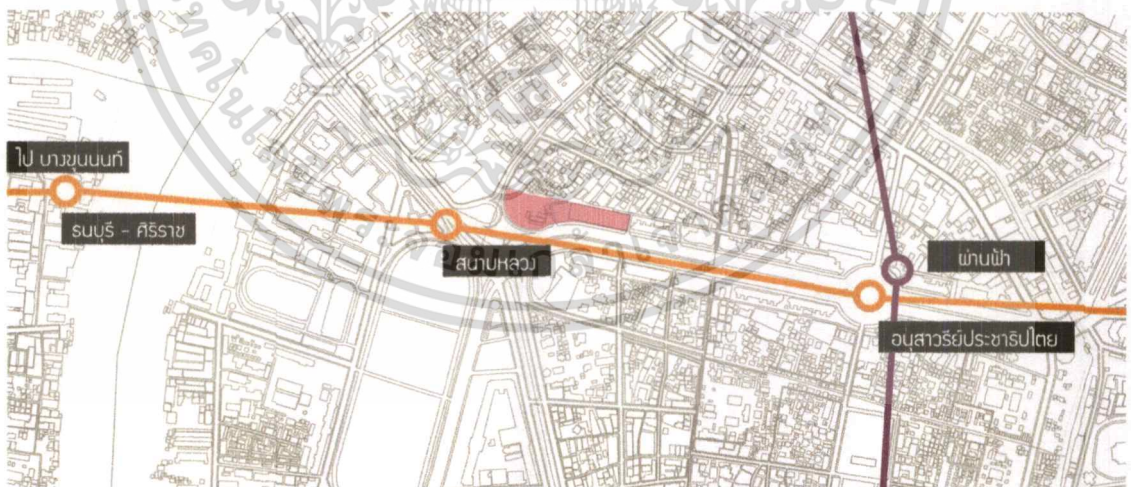 ไป บางขุนนนท์
ธนบุรี - ศิริราช
สนามหลวง
ผ่านฟ้า
อนุสาวรีย์ประชาธิปไตย